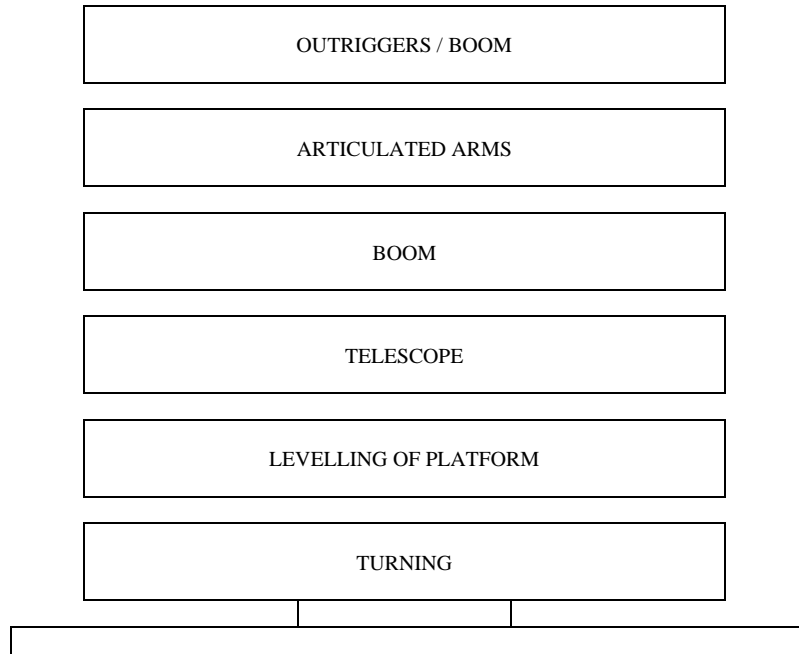 OUTRIGGERS / BOOM
ARTICULATED ARMS
BOOM
TELESCOPE
LEVELLING OF PLATFORM
TURNING